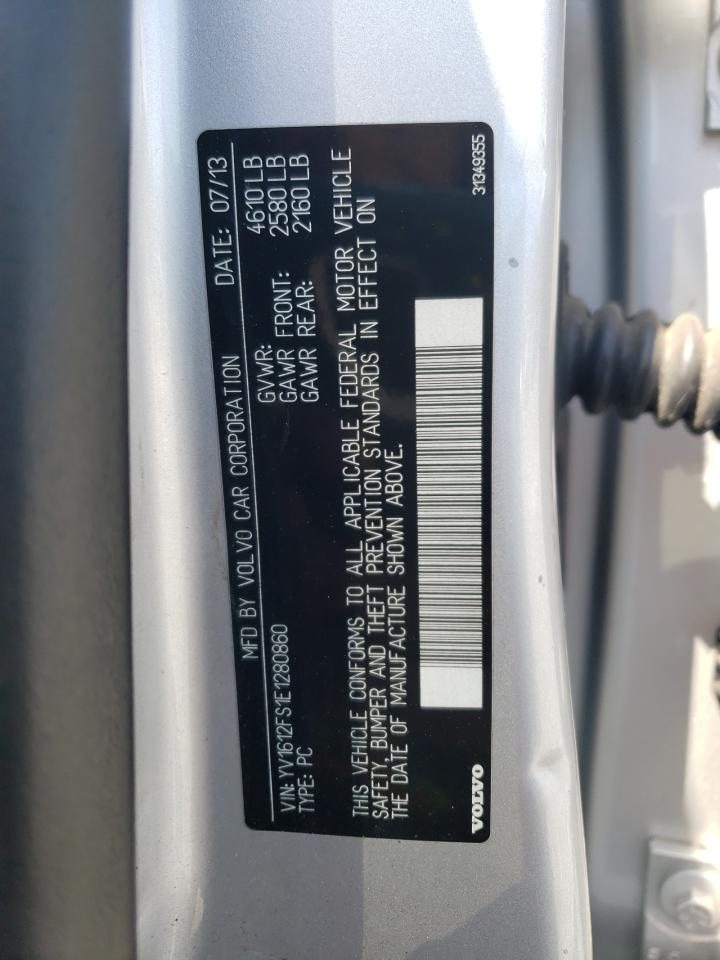 MFD BY VOLVO CAR CORPORATION DATE: 07/13
VIN: YV1612FS1E1280860 GVWR: 4610 LB
TYPE: PC GAWR FRONT: 2580 LB
GAWR REAR: 2160 LB
THIS VEHICLE CONFORMS TO ALL APPLICABLE FEDERAL MOTOR VEHICLE
SAFETY, BUMPER AND THEFT PREVENTION STANDARDS IN EFFECT ON
THE DATE OF MANUFACTURE SHOWN ABOVE.
VOLVO 31349355